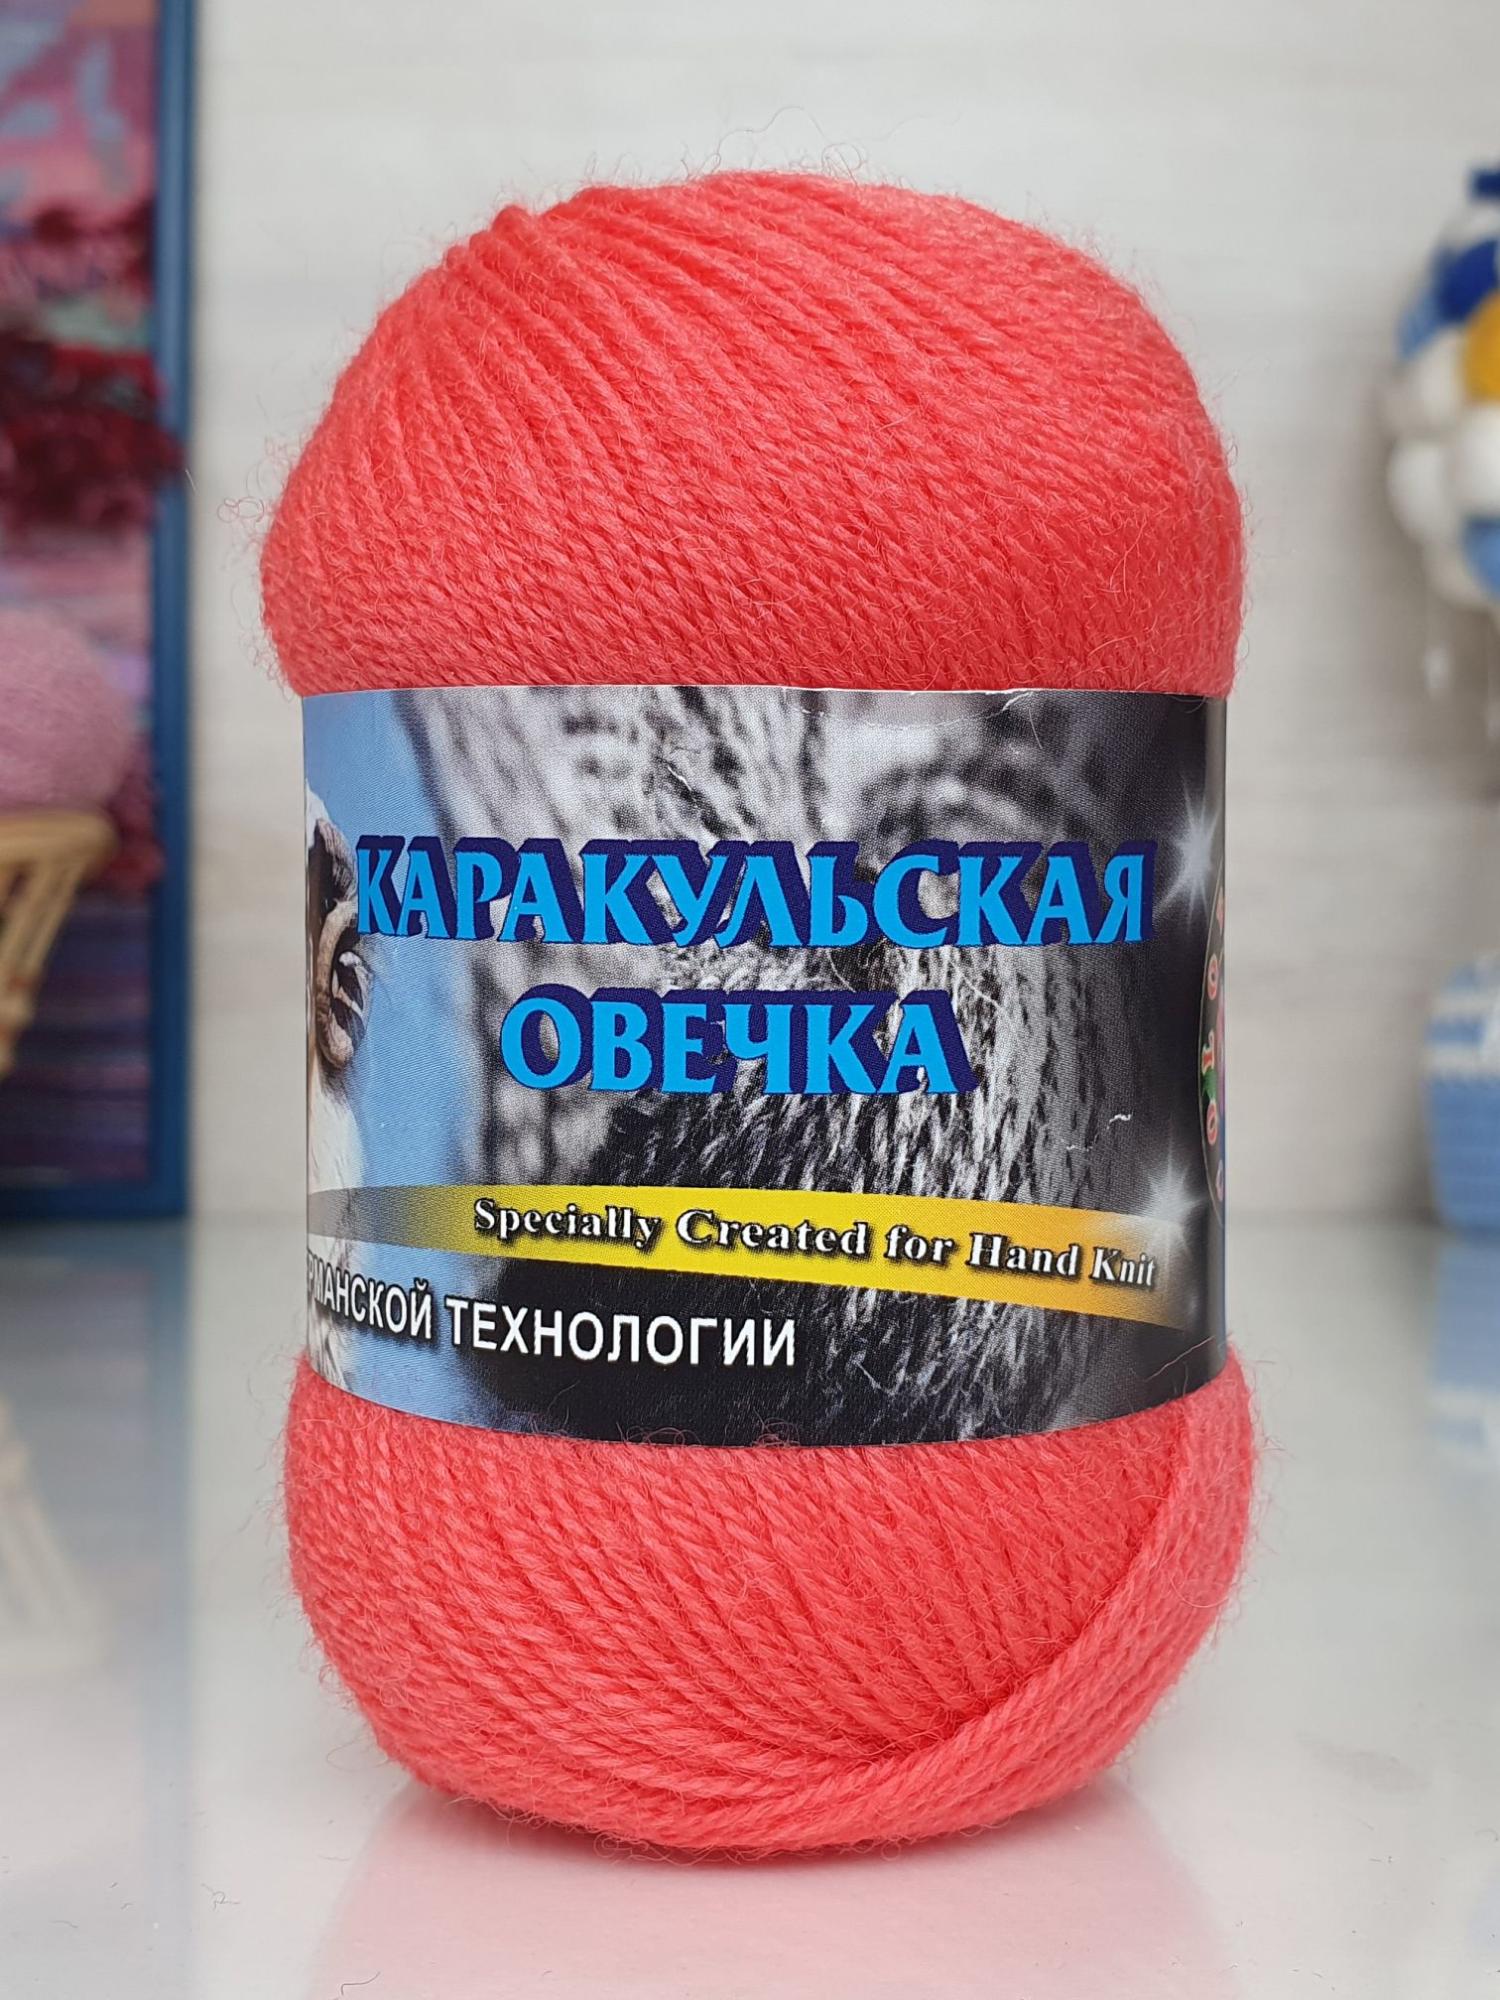 КАРАКУЛЬСКАЯ
ОВЕЧКА
Specially Created for Hand Knit
ТЕХНОЛОГИИ